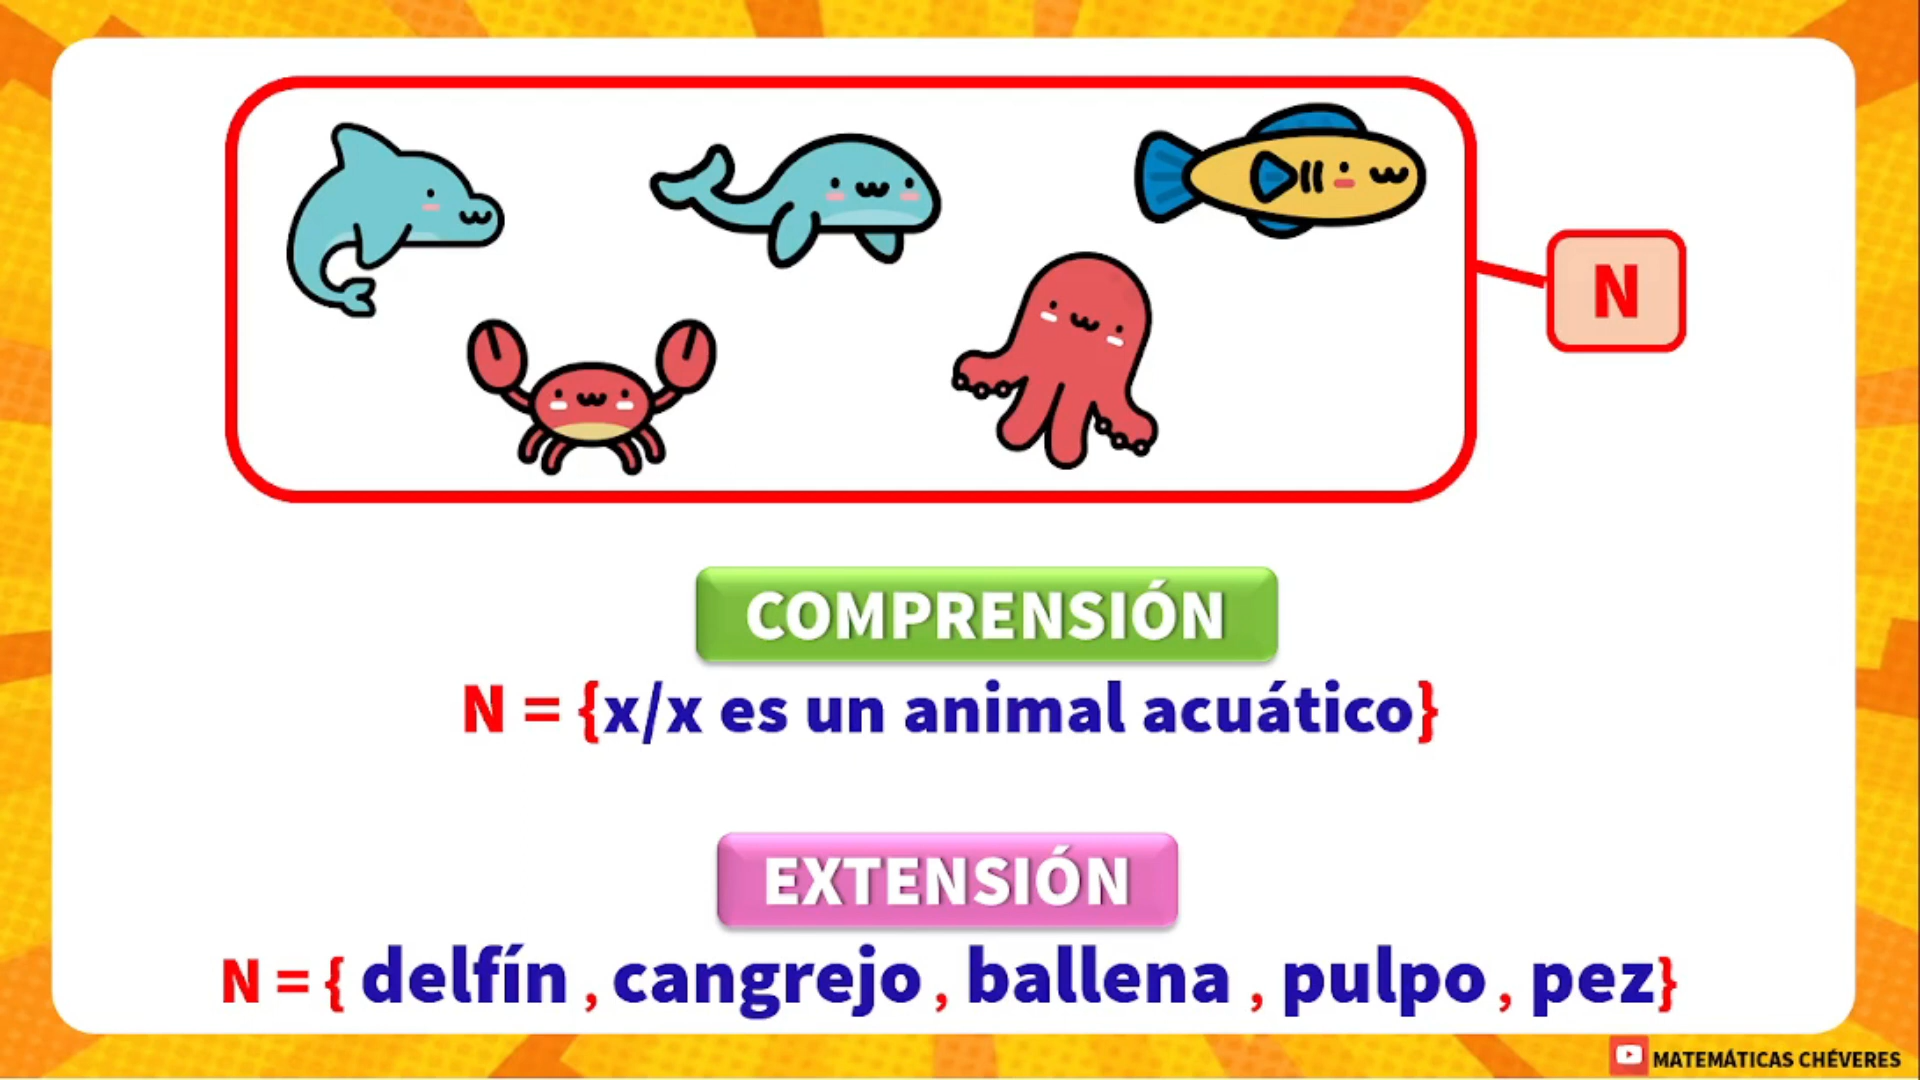 N
COMPRENSIÓN
N = {x/x es un animal acuático}
EXTENSIÓN
N = { delfín , cangrejo , ballena , pulpo , pez}
MATEMÁTICAS CHÉVERES